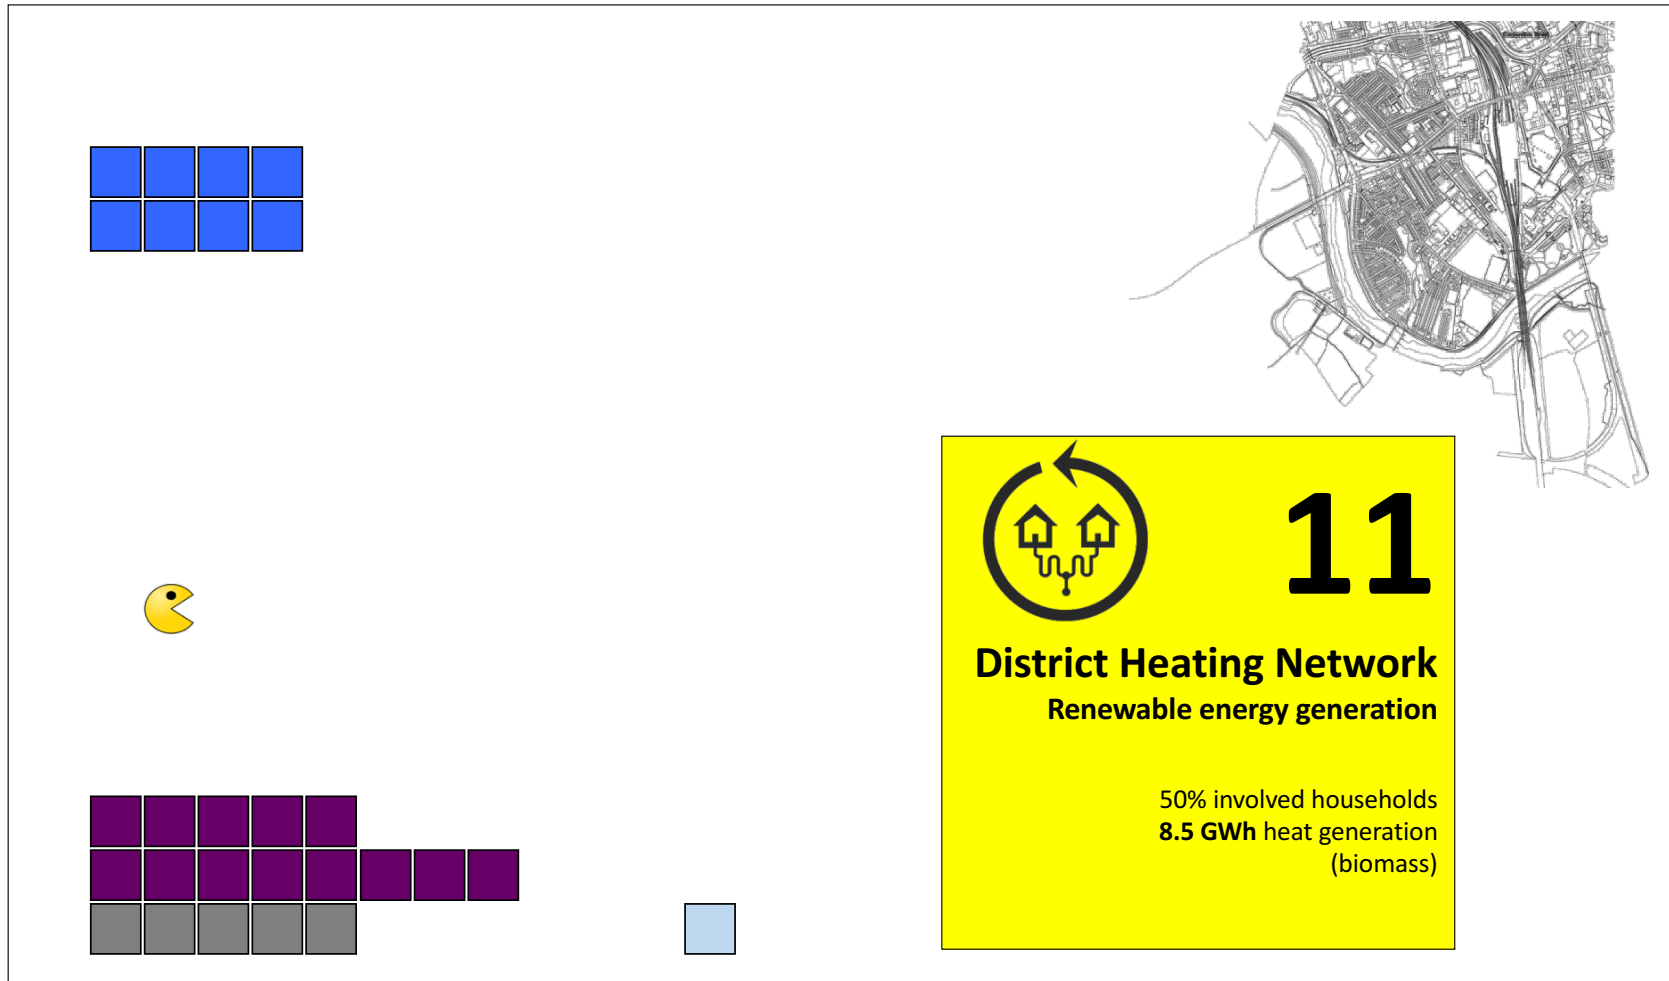 11
District Heating Network
Renewable energy generation
50% involved households
8.5 GWh heat generation
(biomass)